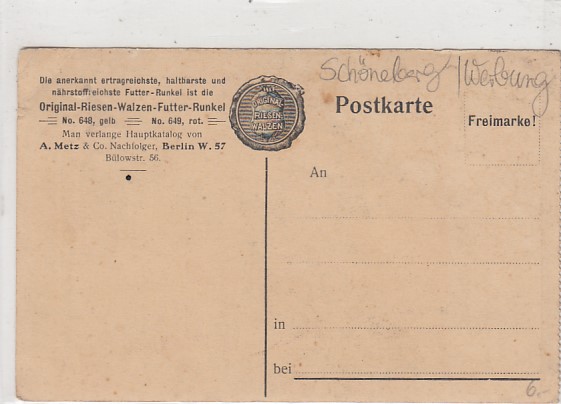 Schöneberg/Werbung
Die anerkannt ertragreichste, haltbarste und
nährstoffreichste Futter-Runkel ist die
Original-Riesen-Walzen-Futter-Runkel
No. 648, gelb No. 649, rot.
Man verlange Hauptkatalog von
A. Metz & Co. Nachfolger, Berlin W. 57
Bülowstr. 56.
ORIGINAL
RIESEN
WALZEN
Postkarte
Freimarke!
An
in
bei
6.-